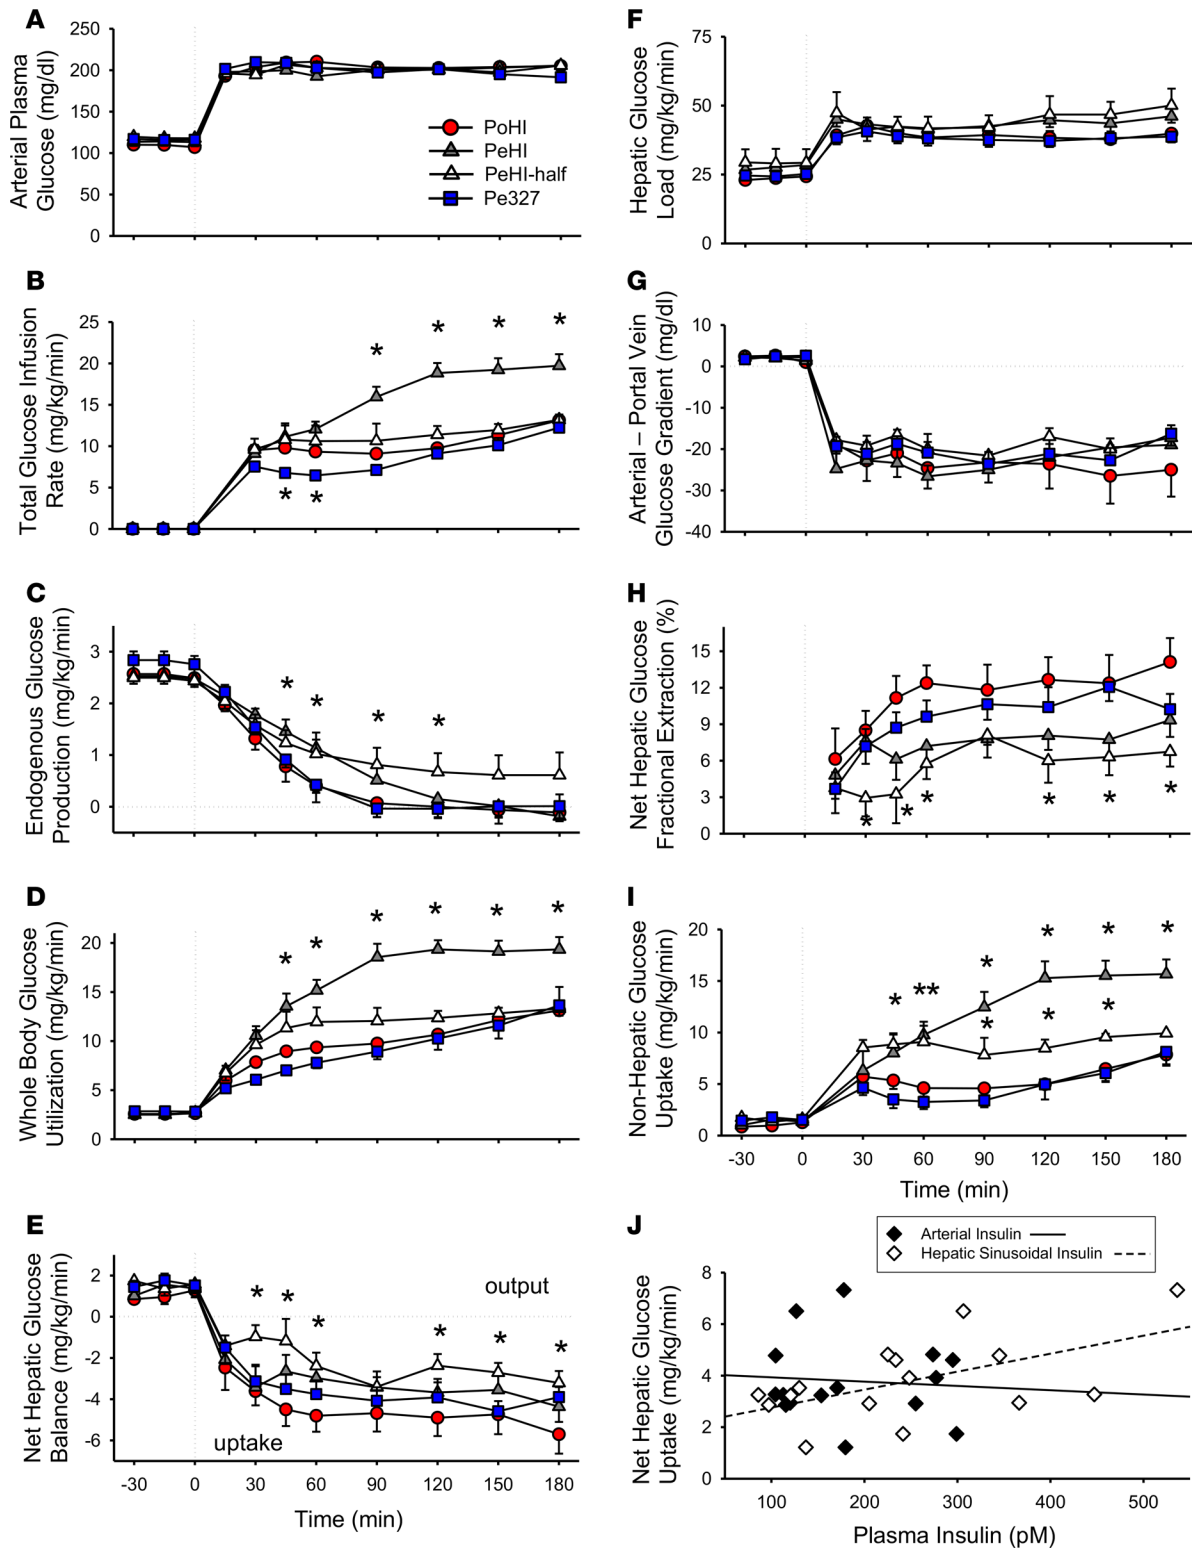 A
Arterial Plasma
Glucose (mg/dl)
250
200
150
100
50
0
PoHI
PeHI
PeHI-half
Pe327
B
Total Glucose Infusion
Rate (mg/kg/min)
25
20
15
10
5
0
*
*
*
*
*
*
C
Endogenous Glucose
Production (mg/kg/min)
3
2
1
0
*
*
*
*
D
Whole Body Glucose
Utilization (mg/kg/min)
20
15
10
5
0
*
*
*
*
*
*
E
Net Hepatic Glucose
Balance (mg/kg/min)
2
0
-2
-4
-6
output
uptake
*
*
*
*
*
*
-30
0
30
60
90
120
150
180
Time (min)
F
Hepatic Glucose
Load (mg/kg/min)
75
50
25
0
G
Arterial – Portal Vein
Glucose Gradient (mg/dl)
10
0
-10
-20
-30
-40
H
Net Hepatic Glucose
Fractional Extraction (%)
15
12
9
6
3
0
*
*
*
*
*
*
I
Non-Hepatic Glucose
Uptake (mg/kg/min)
20
15
10
5
0
*
**
*
*
*
*
*
*
*
-30
0
30
60
90
120
150
180
Time (min)
J
Arterial Insulin
Hepatic Sinusoidal Insulin
Net Hepatic Glucose
Uptake (mg/kg/min)
8
6
4
2
0
100
200
300
400
500
Plasma Insulin (pM)